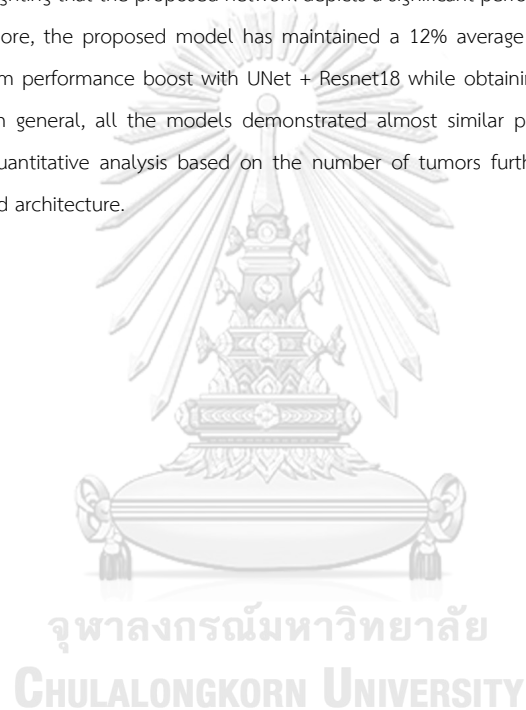 ghting that the proposed network depicts a significant perf
ore, the proposed model has maintained a 12% average
m performance boost with UNet + Resnet18 while obtainin
n general, all the models demonstrated almost similar p
uantitative analysis based on the number of tumors furth
d architecture.
จุฬาลงกรณ์มหาวิทยาลัย
CHULALONGKORN UNIVERSITY